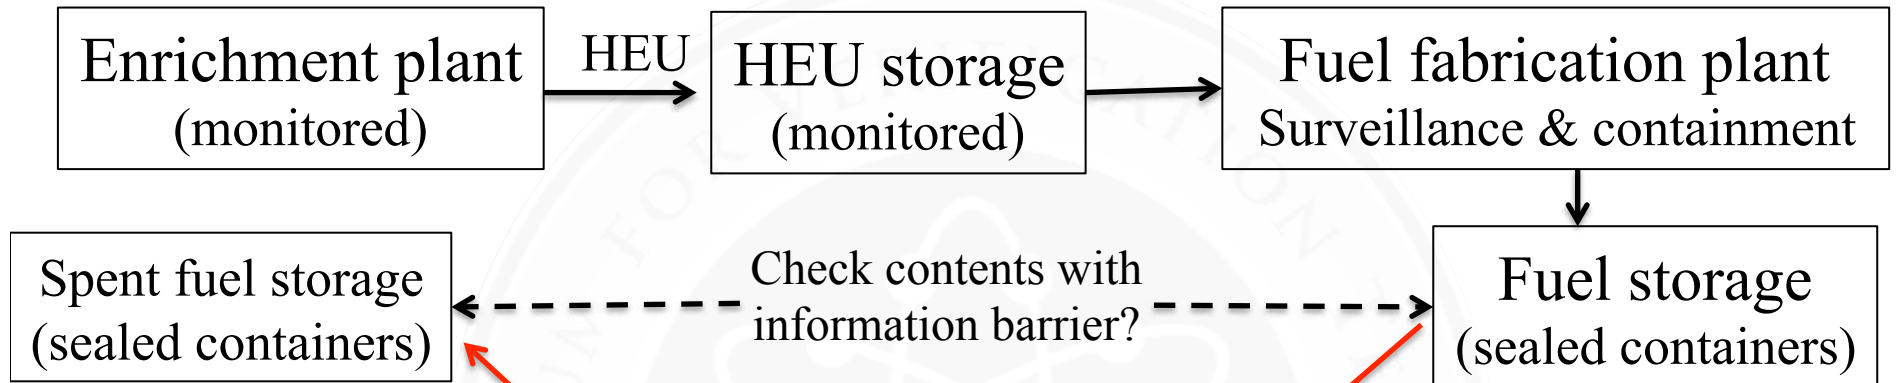 Enrichment plant
(monitored)
HEU
HEU storage
(monitored)
Fuel fabrication plant
Surveillance & containment
Spent fuel storage
(sealed containers)
Check contents with
information barrier?
Fuel storage
(sealed containers)